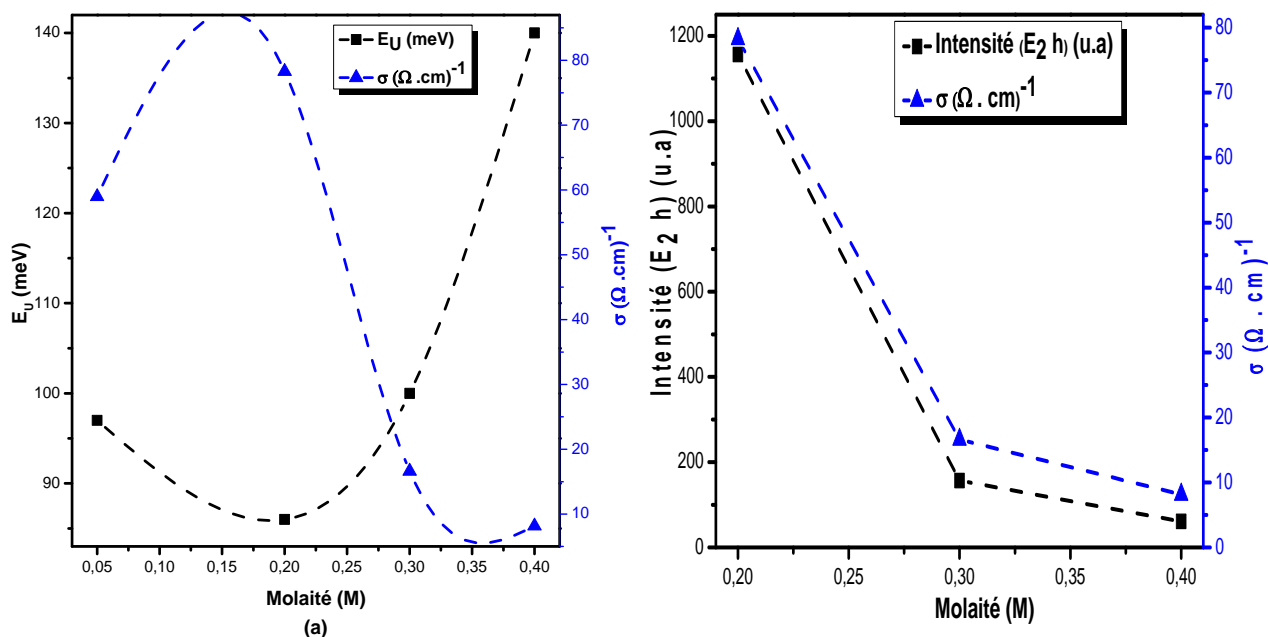 140
130
120
110
100
90
E_U (meV)
E_U (meV)
σ (Ω .cm)^-1
80
70
60
50
40
30
20
10
σ (Ω .cm)^-1
0,05 0,10 0,15 0,20 0,25 0,30 0,35 0,40
Molaité (M)
(a)
1200
1000
800
600
400
200
0
Intensité (E_2 h) (u.a)
Intensité (E_2 h) (u.a)
σ (Ω . cm)^-1
80
70
60
50
40
30
20
10
0
σ (Ω . cm)^-1
0,20 0,25 0,30 0,35 0,40
Molaité (M)